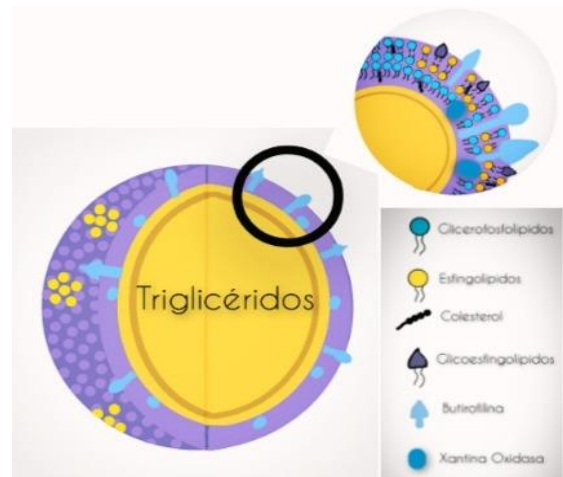 Triglicéridos
Glicerofosfolípidos
Esfingolípidos
Colesterol
Glicoesfingolípidos
Butirofilina
Xantina Oxidasa